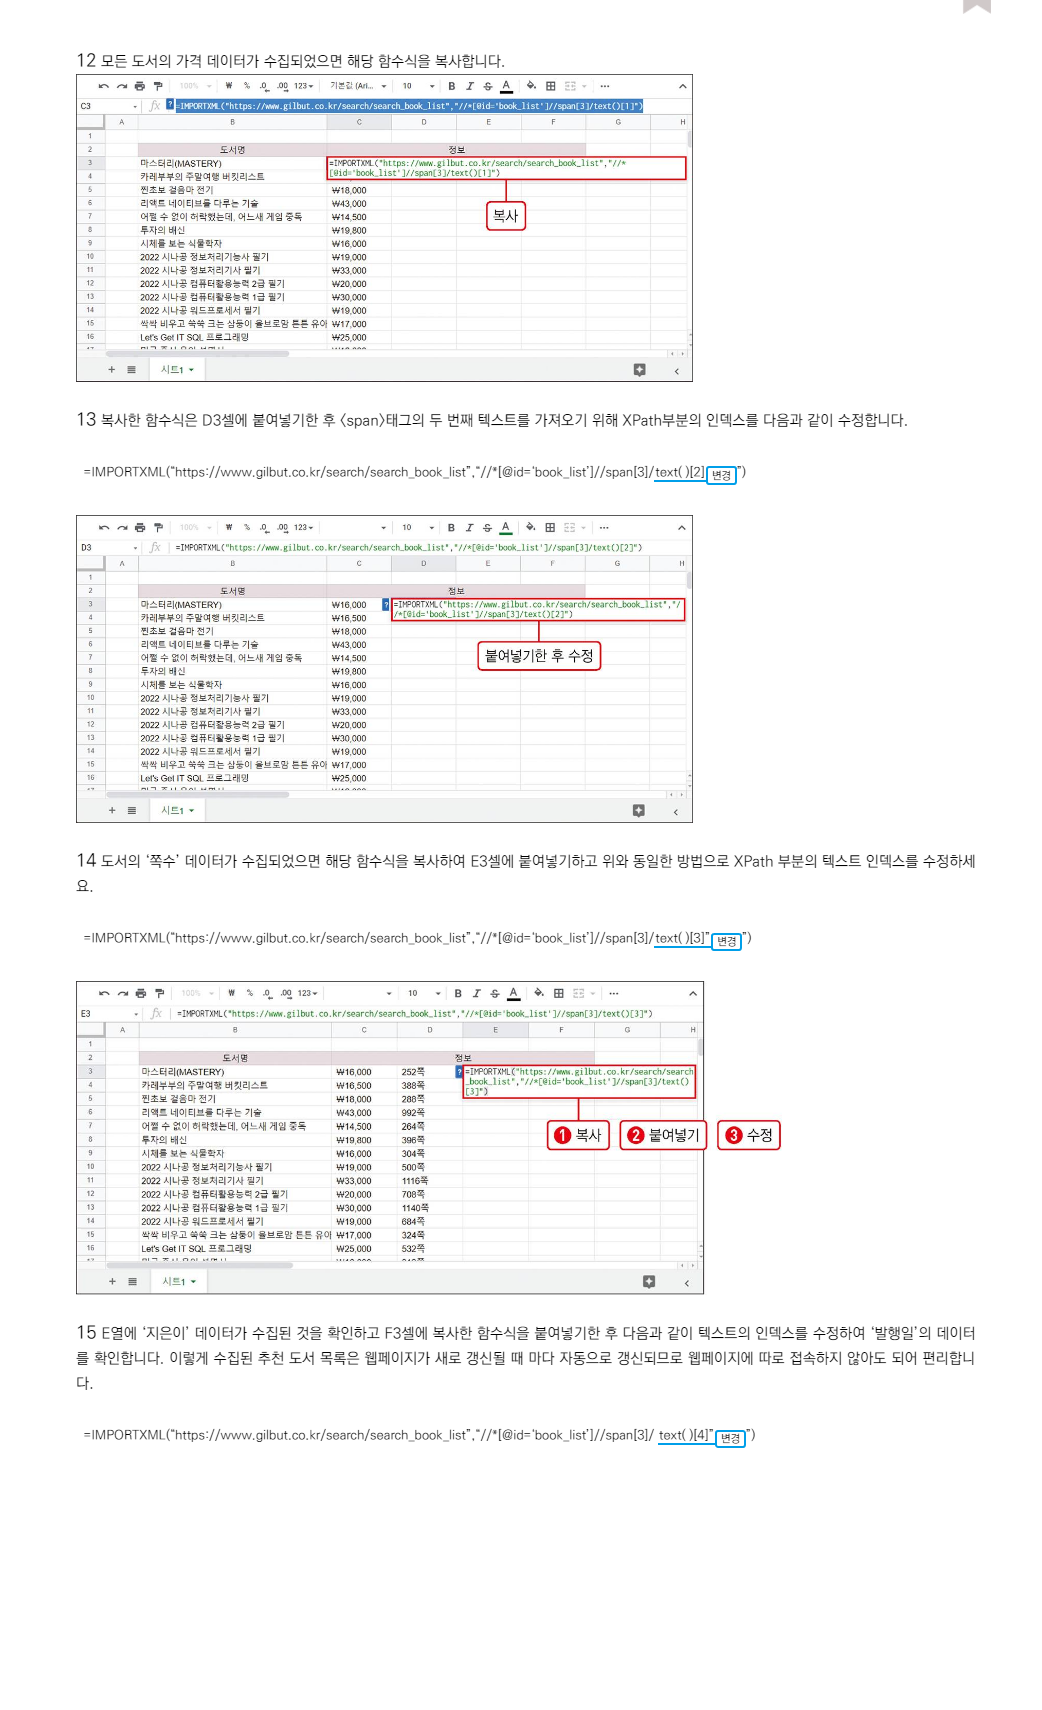 12 모든 도서의 가격 데이터가 수집되었으면 해당 함수식을 복사합니다.
100% ₩ % .0 .00 123 기본값 (Ari... 10 B I S A
C3 fx ? =IMPORTXML("https://www.gilbut.co.kr/search/search_book_list","//*[@id='book_list']//span[3]/text()[1]")
A B C D E F G H
1
2 도서명 정보
3 마스터리(MASTERY) =IMPORTXML("https://www.gilbut.co.kr/search/search_book_list","//*
[@id='book_list']//span[3]/text()[1]")
4 카레부부의 주말여행 버킷리스트
5 찐초보 걸음마 전기 ₩18,000
6 리액트 네이티브를 다루는 기술 ₩43,000
복사
7 어쩔 수 없이 허락했는데, 어느새 게임 중독 ₩14,500
8 투자의 배신 ₩19,800
9 시체를 보는 식물학자 ₩16,000
10 2022 시나공 정보처리기능사 필기 ₩19,000
11 2022 시나공 정보처리기사 필기 ₩33,000
12 2022 시나공 컴퓨터활용능력 2급 필기 ₩20,000
13 2022 시나공 컴퓨터활용능력 1급 필기 ₩30,000
14 2022 시나공 워드프로세서 필기 ₩19,000
15 싹싹 비우고 쑥쑥 크는 삼둥이 율브로맘 튼튼 유아 ₩17,000
16 Let's Get IT SQL 프로그래밍 ₩25,000
시트1
13 복사한 함수식은 D3셀에 붙여넣기한 후 〈span〉태그의 두 번째 텍스트를 가져오기 위해 XPath부분의 인덱스를 다음과 같이 수정합니다.
=IMPORTXML(“https://www.gilbut.co.kr/search/search_book_list”,“//*[@id=‘book_list’]//span[3]/text( )[2] 변경 ”)
100% ₩ % .0 .00 123 10 B I S A
D3 fx =IMPORTXML("https://www.gilbut.co.kr/search/search_book_list","//*[@id='book_list']//span[3]/text()[2]")
A B C D E F G H
1
2 도서명 정보
3 마스터리(MASTERY) ₩16,000 ? =IMPORTXML("https://www.gilbut.co.kr/search/search_book_list","/
/*[@id='book_list']//span[3]/text()[2]")
4 카레부부의 주말여행 버킷리스트 ₩16,500
5 찐초보 걸음마 전기 ₩18,000
6 리액트 네이티브를 다루는 기술 ₩43,000
붙여넣기한 후 수정
7 어쩔 수 없이 허락했는데, 어느새 게임 중독 ₩14,500
8 투자의 배신 ₩19,800
9 시체를 보는 식물학자 ₩16,000
10 2022 시나공 정보처리기능사 필기 ₩19,000
11 2022 시나공 정보처리기사 필기 ₩33,000
12 2022 시나공 컴퓨터활용능력 2급 필기 ₩20,000
13 2022 시나공 컴퓨터활용능력 1급 필기 ₩30,000
14 2022 시나공 워드프로세서 필기 ₩19,000
15 싹싹 비우고 쑥쑥 크는 삼둥이 율브로맘 튼튼 유아 ₩17,000
16 Let's Get IT SQL 프로그래밍 ₩25,000
시트1
14 도서의 ‘쪽수’ 데이터가 수집되었으면 해당 함수식을 복사하여 E3셀에 붙여넣기하고 위와 동일한 방법으로 XPath 부분의 텍스트 인덱스를 수정하세
요.
=IMPORTXML(“https://www.gilbut.co.kr/search/search_book_list”,“//*[@id=‘book_list’]//span[3]/text( )[3]” 변경 ”)
100% ₩ % .0 .00 123 10 B I S A
E3 fx =IMPORTXML("https://www.gilbut.co.kr/search/search_book_list","//*[@id='book_list']//span[3]/text()[3]")
A B C D E F G H
1
2 도서명 정보
3 마스터리(MASTERY) ₩16,000 252쪽 ? =IMPORTXML("https://www.gilbut.co.kr/search/search
_book_list","//*[@id='book_list']//span[3]/text()
[3]")
4 카레부부의 주말여행 버킷리스트 ₩16,500 388쪽
5 찐초보 걸음마 전기 ₩18,000 288쪽
6 리액트 네이티브를 다루는 기술 ₩43,000 992쪽
7 어쩔 수 없이 허락했는데, 어느새 게임 중독 ₩14,500 264쪽
❶ 복사 ❷ 붙여넣기 ❸ 수정
8 투자의 배신 ₩19,800 396쪽
9 시체를 보는 식물학자 ₩16,000 304쪽
10 2022 시나공 정보처리기능사 필기 ₩19,000 500쪽
11 2022 시나공 정보처리기사 필기 ₩33,000 1116쪽
12 2022 시나공 컴퓨터활용능력 2급 필기 ₩20,000 708쪽
13 2022 시나공 컴퓨터활용능력 1급 필기 ₩30,000 1140쪽
14 2022 시나공 워드프로세서 필기 ₩19,000 684쪽
15 싹싹 비우고 쑥쑥 크는 삼둥이 율브로맘 튼튼 유아 ₩17,000 324쪽
16 Let's Get IT SQL 프로그래밍 ₩25,000 532쪽
시트1
15 E열에 ‘지은이’ 데이터가 수집된 것을 확인하고 F3셀에 복사한 함수식을 붙여넣기한 후 다음과 같이 텍스트의 인덱스를 수정하여 ‘발행일’의 데이터
를 확인합니다. 이렇게 수집된 추천 도서 목록은 웹페이지가 새로 갱신될 때 마다 자동으로 갱신되므로 웹페이지에 따로 접속하지 않아도 되어 편리합니
다.
=IMPORTXML(“https://www.gilbut.co.kr/search/search_book_list”,“//*[@id=‘book_list’]//span[3]/ text( )[4]” 변경 ”)